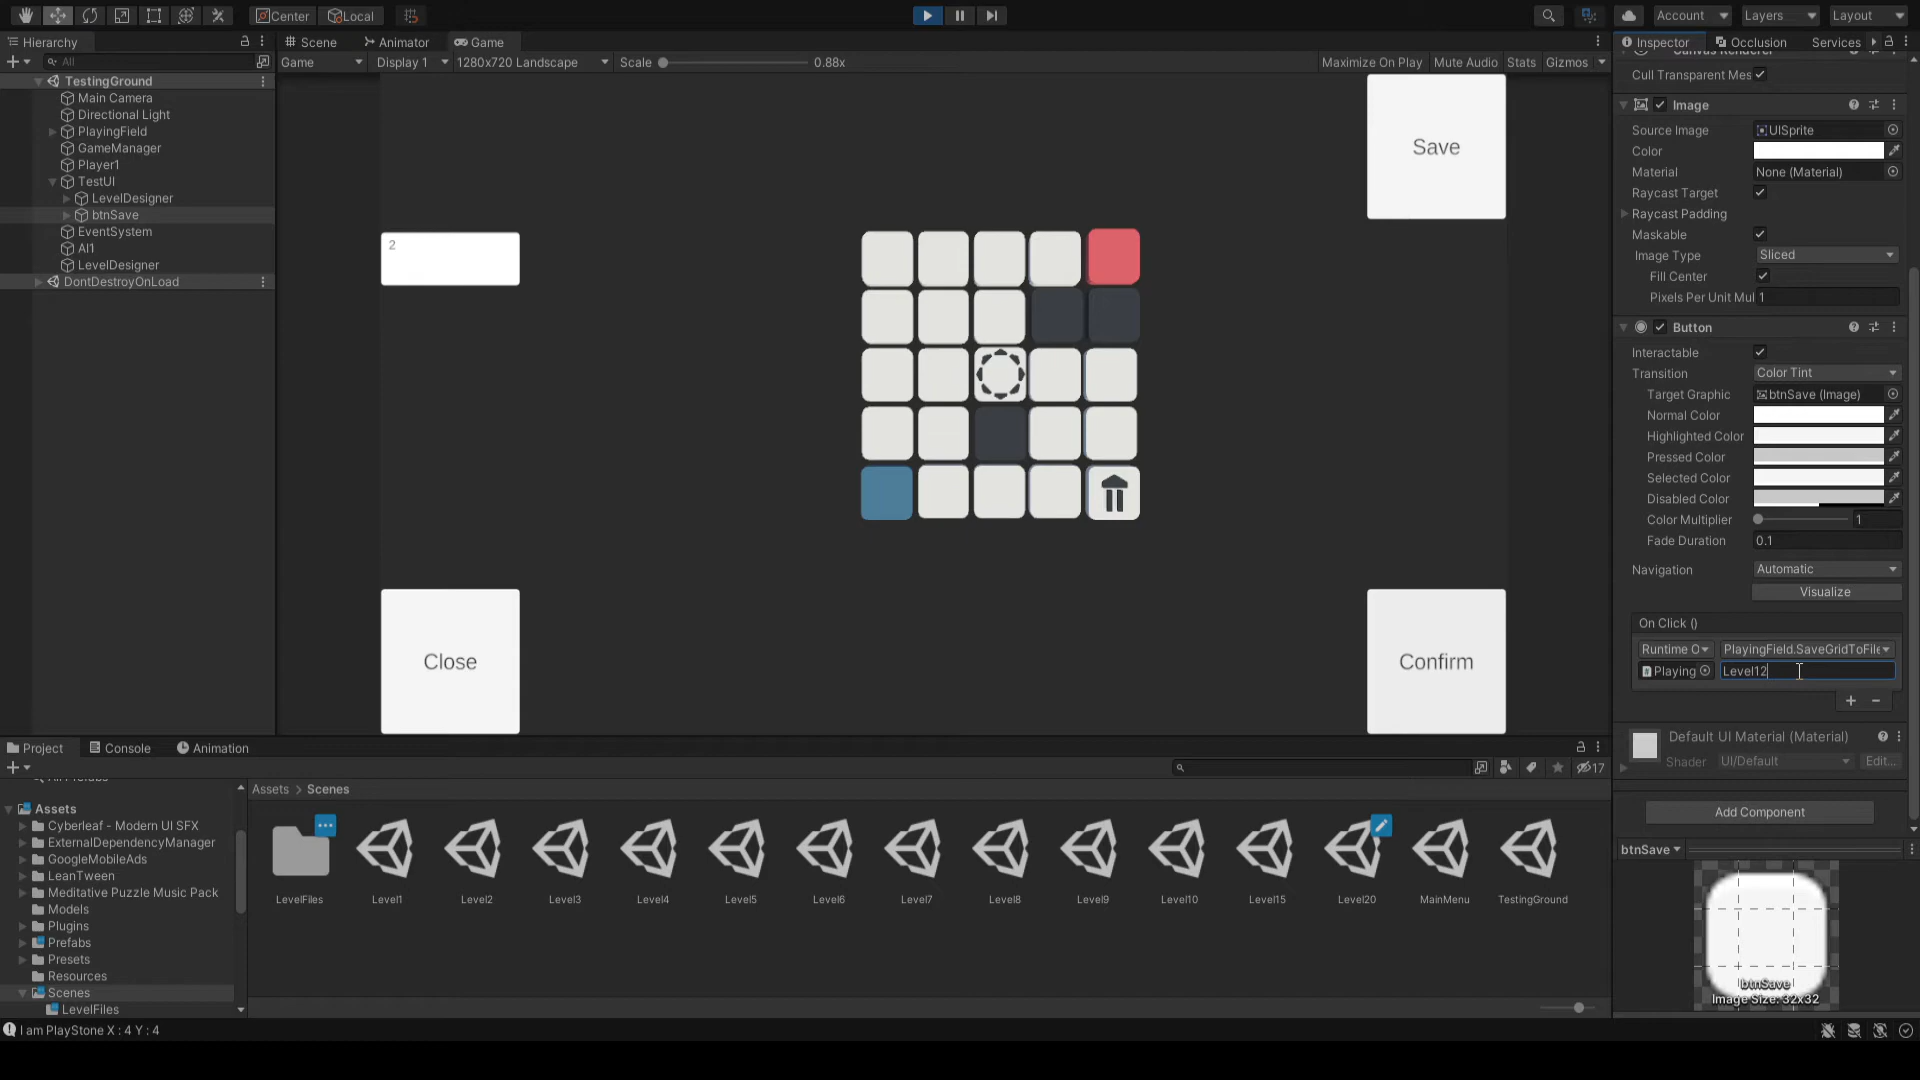 Center
Local
Account
Layers
Layout
Hierarchy
All
TestingGround
Main Camera
Directional Light
PlayingField
GameManager
Player1
TestUI
LevelDesigner
btnSave
EventSystem
AI1
LevelDesigner
DontDestroyOnLoad
Scene
Animator
Game
Game
Display 1
1280x720 Landscape
Scale
0.88x
Maximize On Play
Mute Audio
Stats
Gizmos
2
Save
Close
Confirm
Inspector
Occlusion
Services
Cull Transparent Mes
Image
Source Image
UISprite
Color
Material
None (Material)
Raycast Target
Raycast Padding
Maskable
Image Type
Sliced
Fill Center
Pixels Per Unit Mul
1
Button
Interactable
Transition
Color Tint
Target Graphic
btnSave (Image)
Normal Color
Highlighted Color
Pressed Color
Selected Color
Disabled Color
Color Multiplier
1
Fade Duration
0.1
Navigation
Automatic
Visualize
On Click ()
Runtime O
PlayingField.SaveGridToFile
Playing
Level12
Default UI Material (Material)
Shader
UI/Default
Edit...
Add Component
btnSave
btnSave
Image Size: 32x32
Project
Console
Animation
17
All Prefabs
Assets
Cyberleaf - Modern UI SFX
ExternalDependencyManager
GoogleMobileAds
LeanTween
Meditative Puzzle Music Pack
Models
Plugins
Prefabs
Presets
Resources
Scenes
LevelFiles
Assets > Scenes
LevelFiles
Level1
Level2
Level3
Level4
Level5
Level6
Level7
Level8
Level9
Level10
Level15
Level20
MainMenu
TestingGround
I am PlayStone X : 4 Y : 4